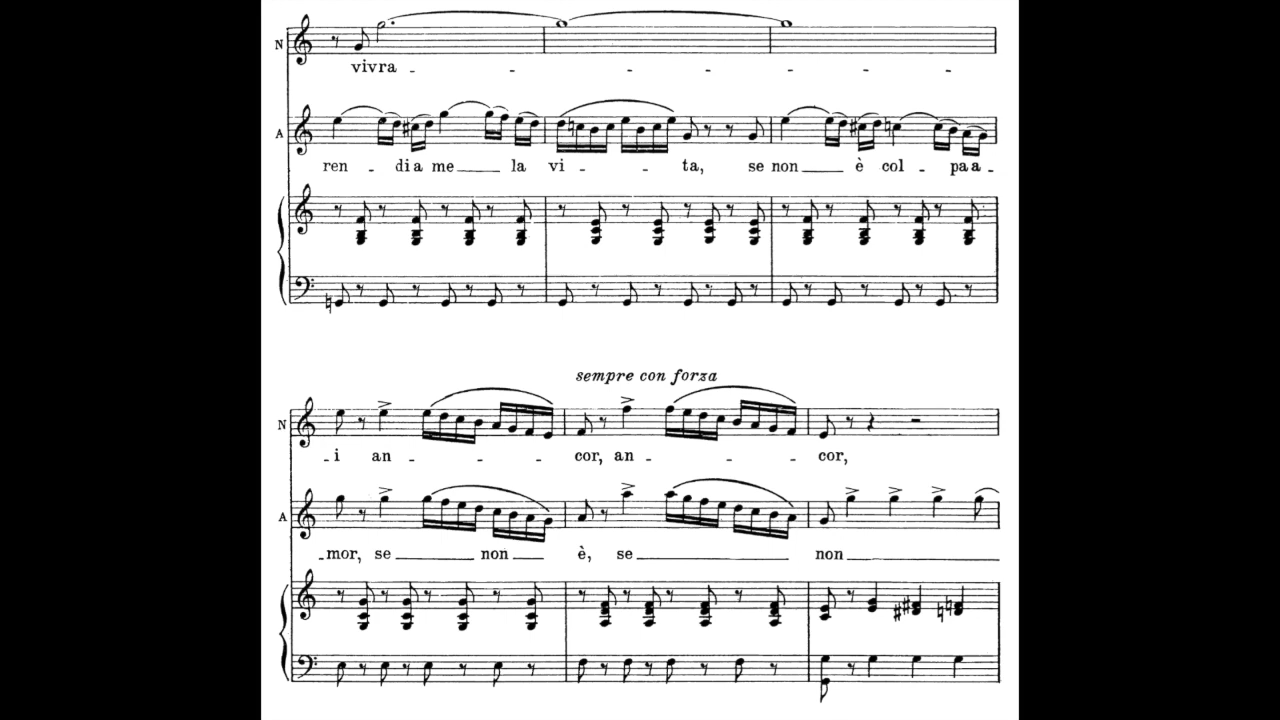 N
vivra - - - - - -
A
ren - dia me la vi - - ta, se non è col - pa a -
sempre con forza
N
- i an - - - - cor, an - - - - cor,
A
- mor, se non è, se non